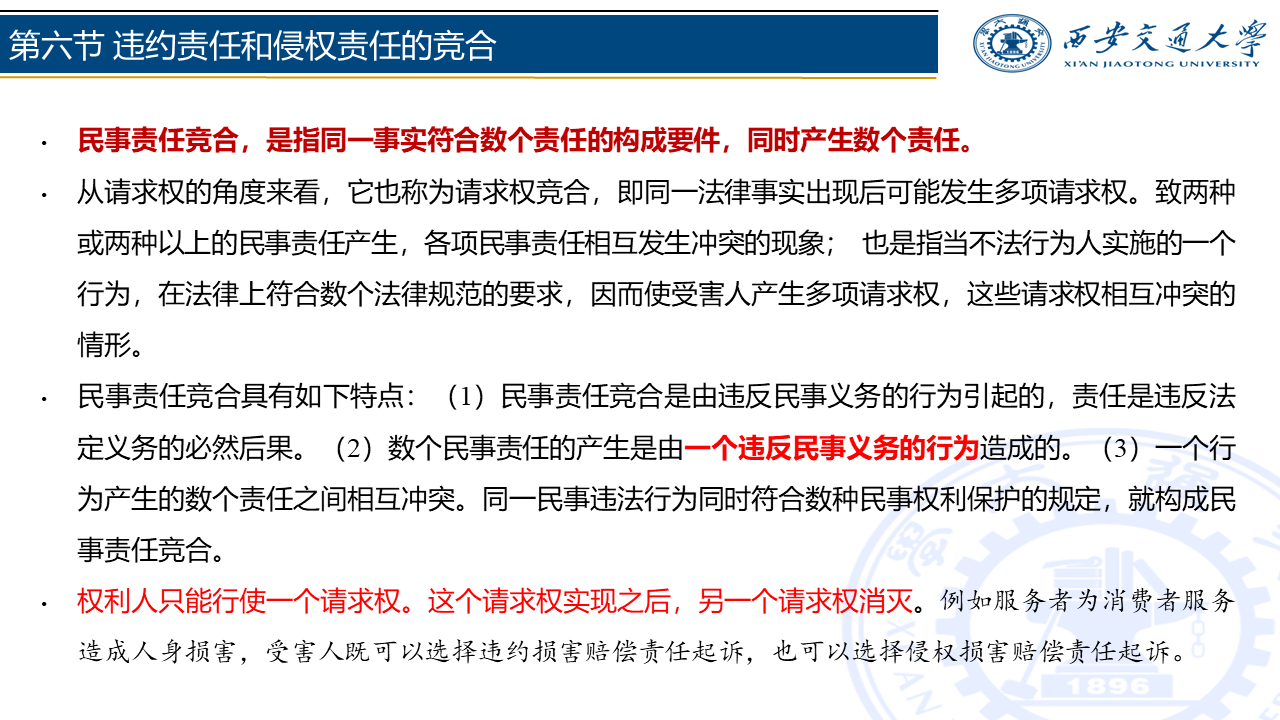 第六节 违约责任和侵权责任的竞合
西安交通大学
XI'AN JIAOTONG UNIVERSITY
• 民事责任竞合，是指同一事实符合数个责任的构成要件，同时产生数个责任。
• 从请求权的角度来看，它也称为请求权竞合，即同一法律事实出现后可能发生多项请求权。致两种
或两种以上的民事责任产生，各项民事责任相互发生冲突的现象； 也是指当不法行为人实施的一个
行为，在法律上符合数个法律规范的要求，因而使受害人产生多项请求权，这些请求权相互冲突的
情形。
• 民事责任竞合具有如下特点：（1）民事责任竞合是由违反民事义务的行为引起的，责任是违反法
定义务的必然后果。（2）数个民事责任的产生是由一个违反民事义务的行为造成的。（3）一个行
为产生的数个责任之间相互冲突。同一民事违法行为同时符合数种民事权利保护的规定，就构成民
事责任竞合。
• 权利人只能行使一个请求权。这个请求权实现之后，另一个请求权消灭。例如服务者为消费者服务
造成人身损害，受害人既可以选择违约损害赔偿责任起诉，也可以选择侵权损害赔偿责任起诉。
1896